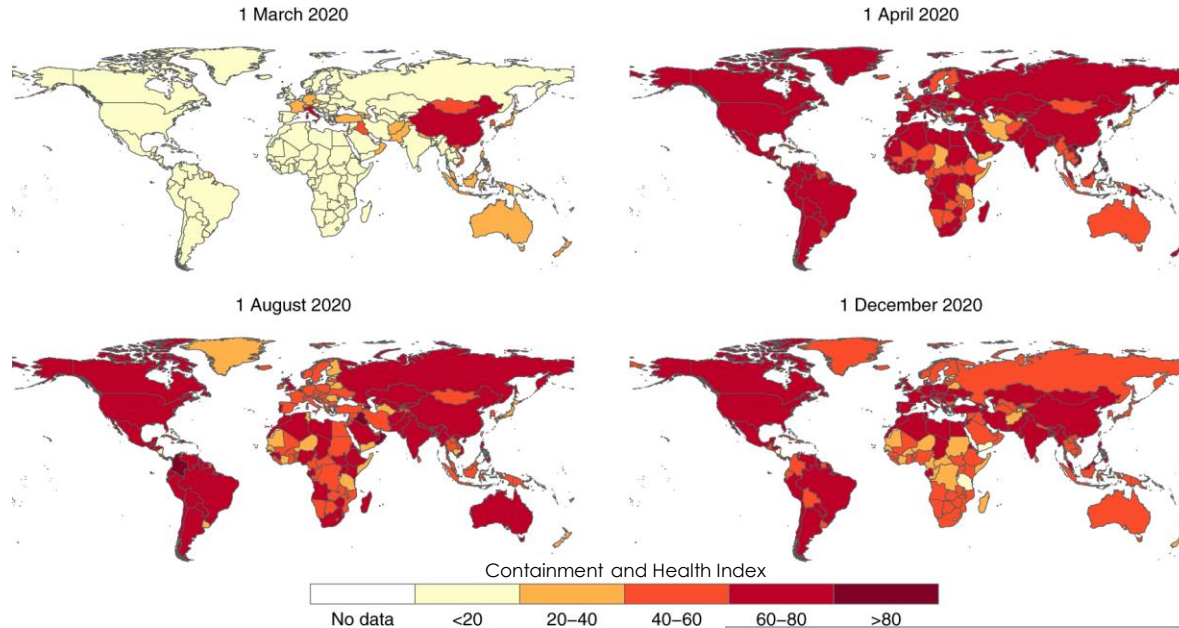 1 March 2020
1 April 2020
1 August 2020
1 December 2020
Containment and Health Index
No data
<20
20–40
40–60
60–80
>80